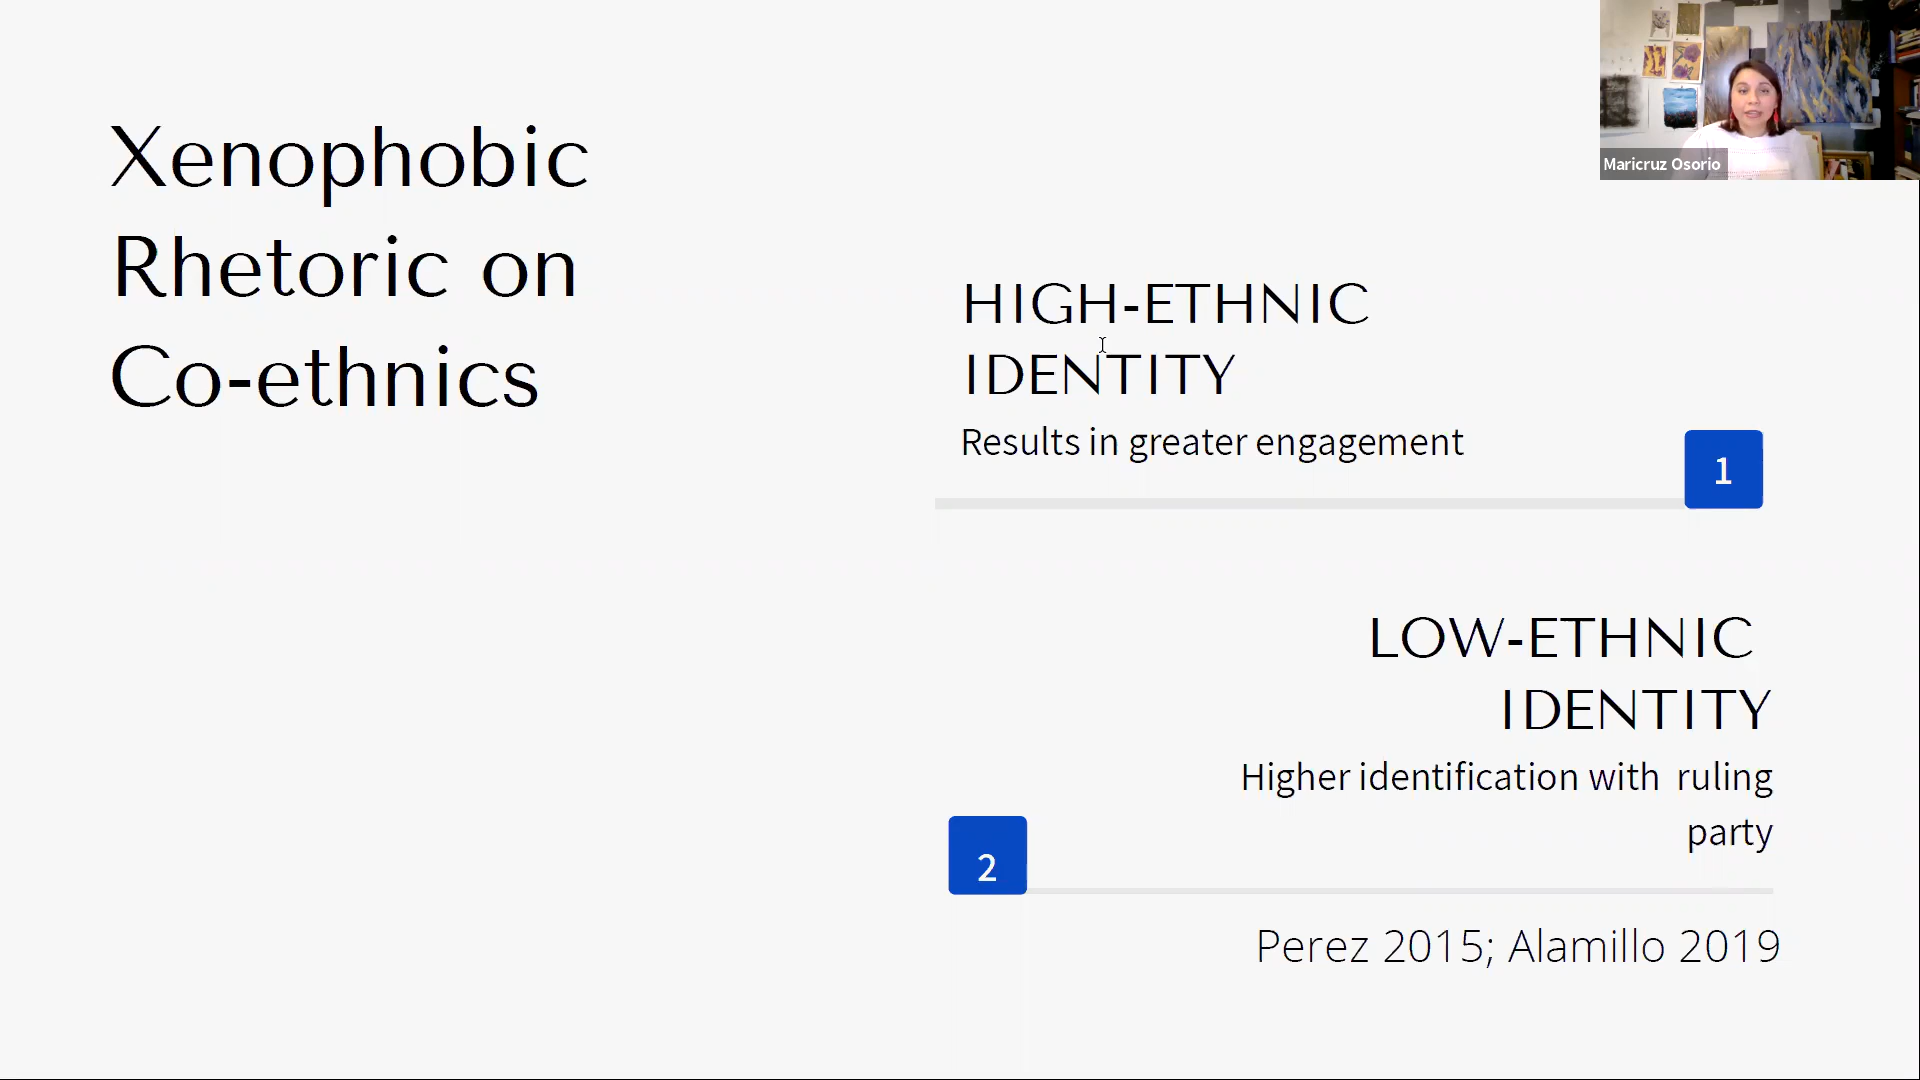 Xenophobic
Rhetoric on
Co-ethnics
Maricruz Osorio
HIGH-ETHNIC
IDENTITY
Results in greater engagement
1
LOW-ETHNIC
IDENTITY
Higher identification with ruling
party
2
Perez 2015; Alamillo 2019